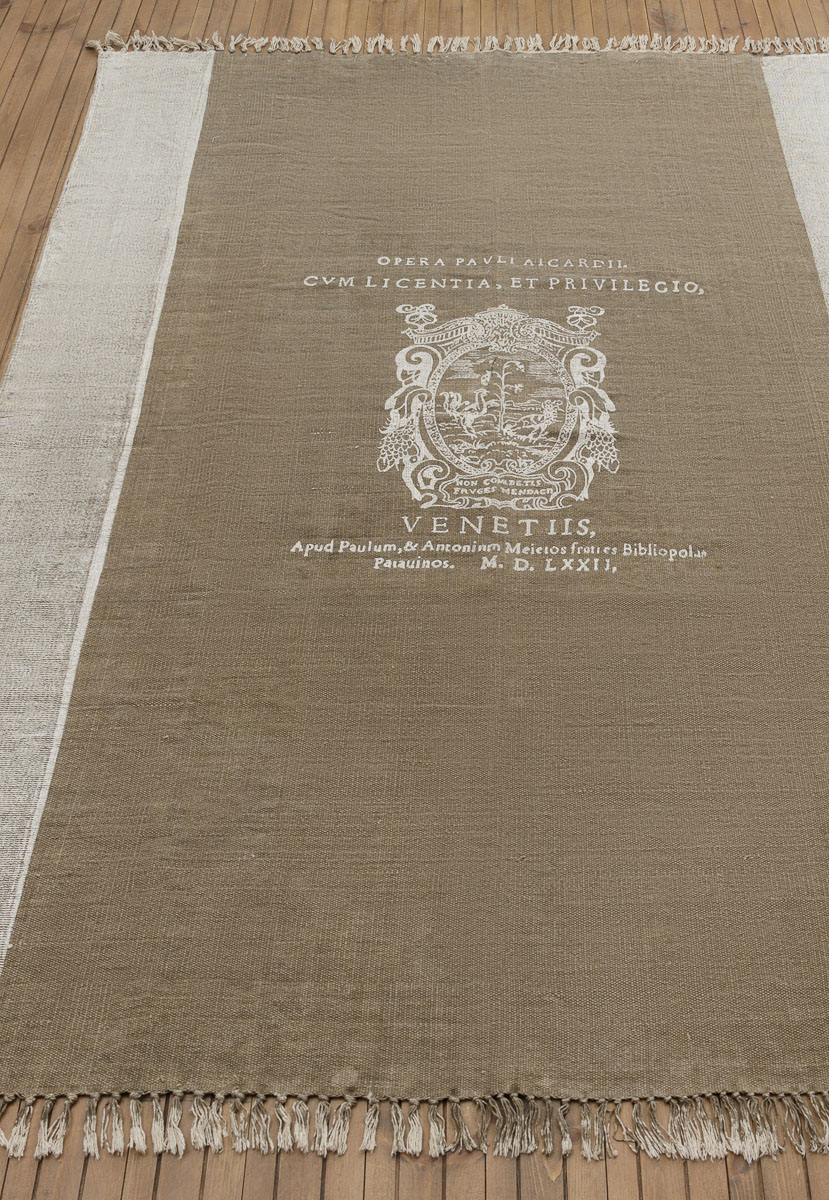 OPERA PAVLI AICARDII.
CVM LICENTIA, ET PRIVILEGIO,
NON COMEDETIS
FRVGES MENDACII
VENETIIS,
Apud Paulum, & Antonium Meietos fratres Bibliopolas
Patauinos. M. D. LXXII,